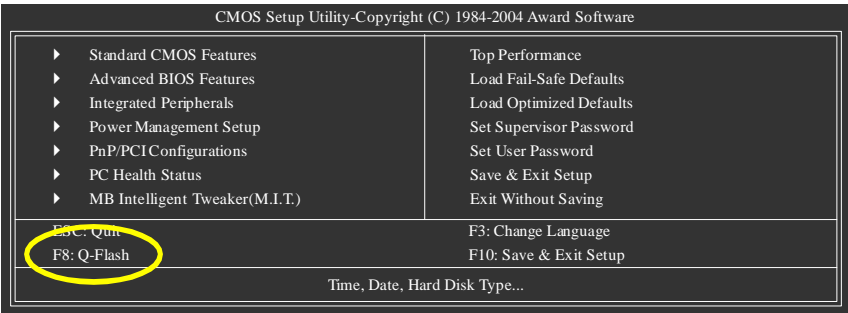 CMOS Setup Utility-Copyright (C) 1984-2004 Award Software
Standard CMOS Features
Advanced BIOS Features
Integrated Peripherals
Power Management Setup
PnP/PCI Configurations
PC Health Status
MB Intelligent Tweaker(M.I.T.)
Top Performance
Load Fail-Safe Defaults
Load Optimized Defaults
Set Supervisor Password
Set User Password
Save & Exit Setup
Exit Without Saving
ESC: Quit
F8: Q-Flash
F3: Change Language
F10: Save & Exit Setup
Time, Date, Hard Disk Type...